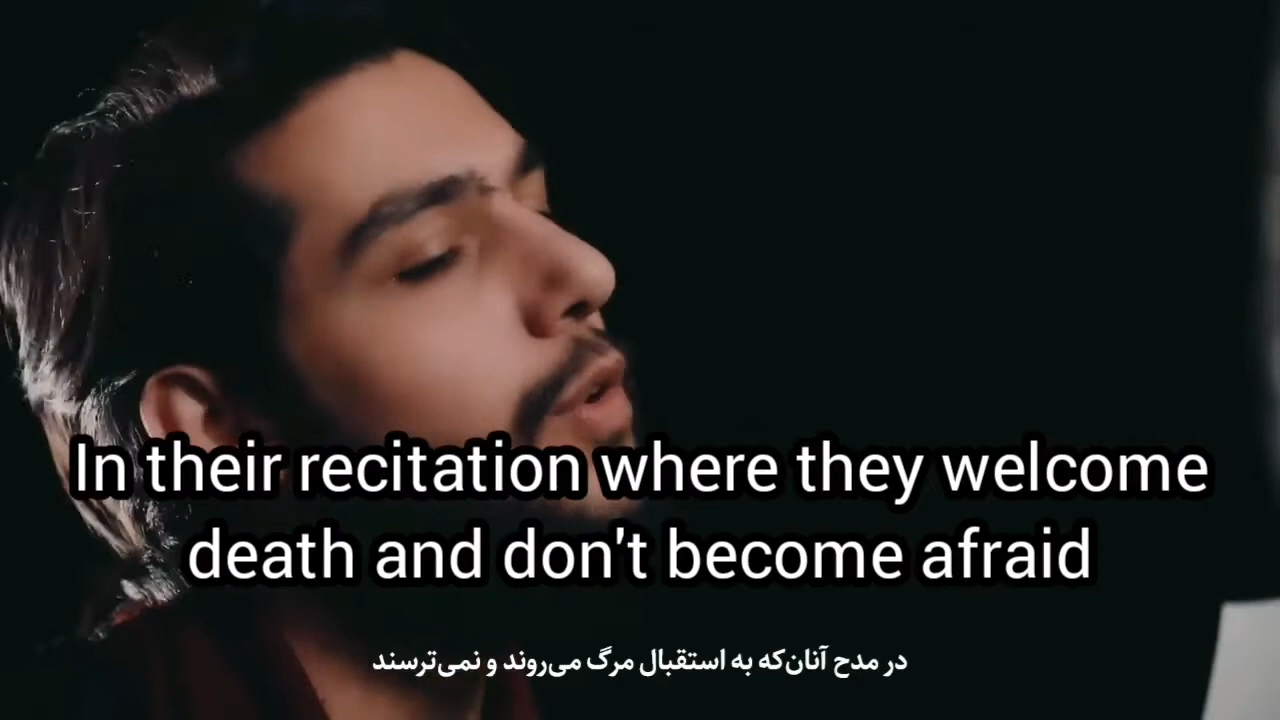 In their recitation where they welcome
death and don't become afraid
در مدح آنان‌که به استقبال مرگ می‌روند و نمی‌ترسند